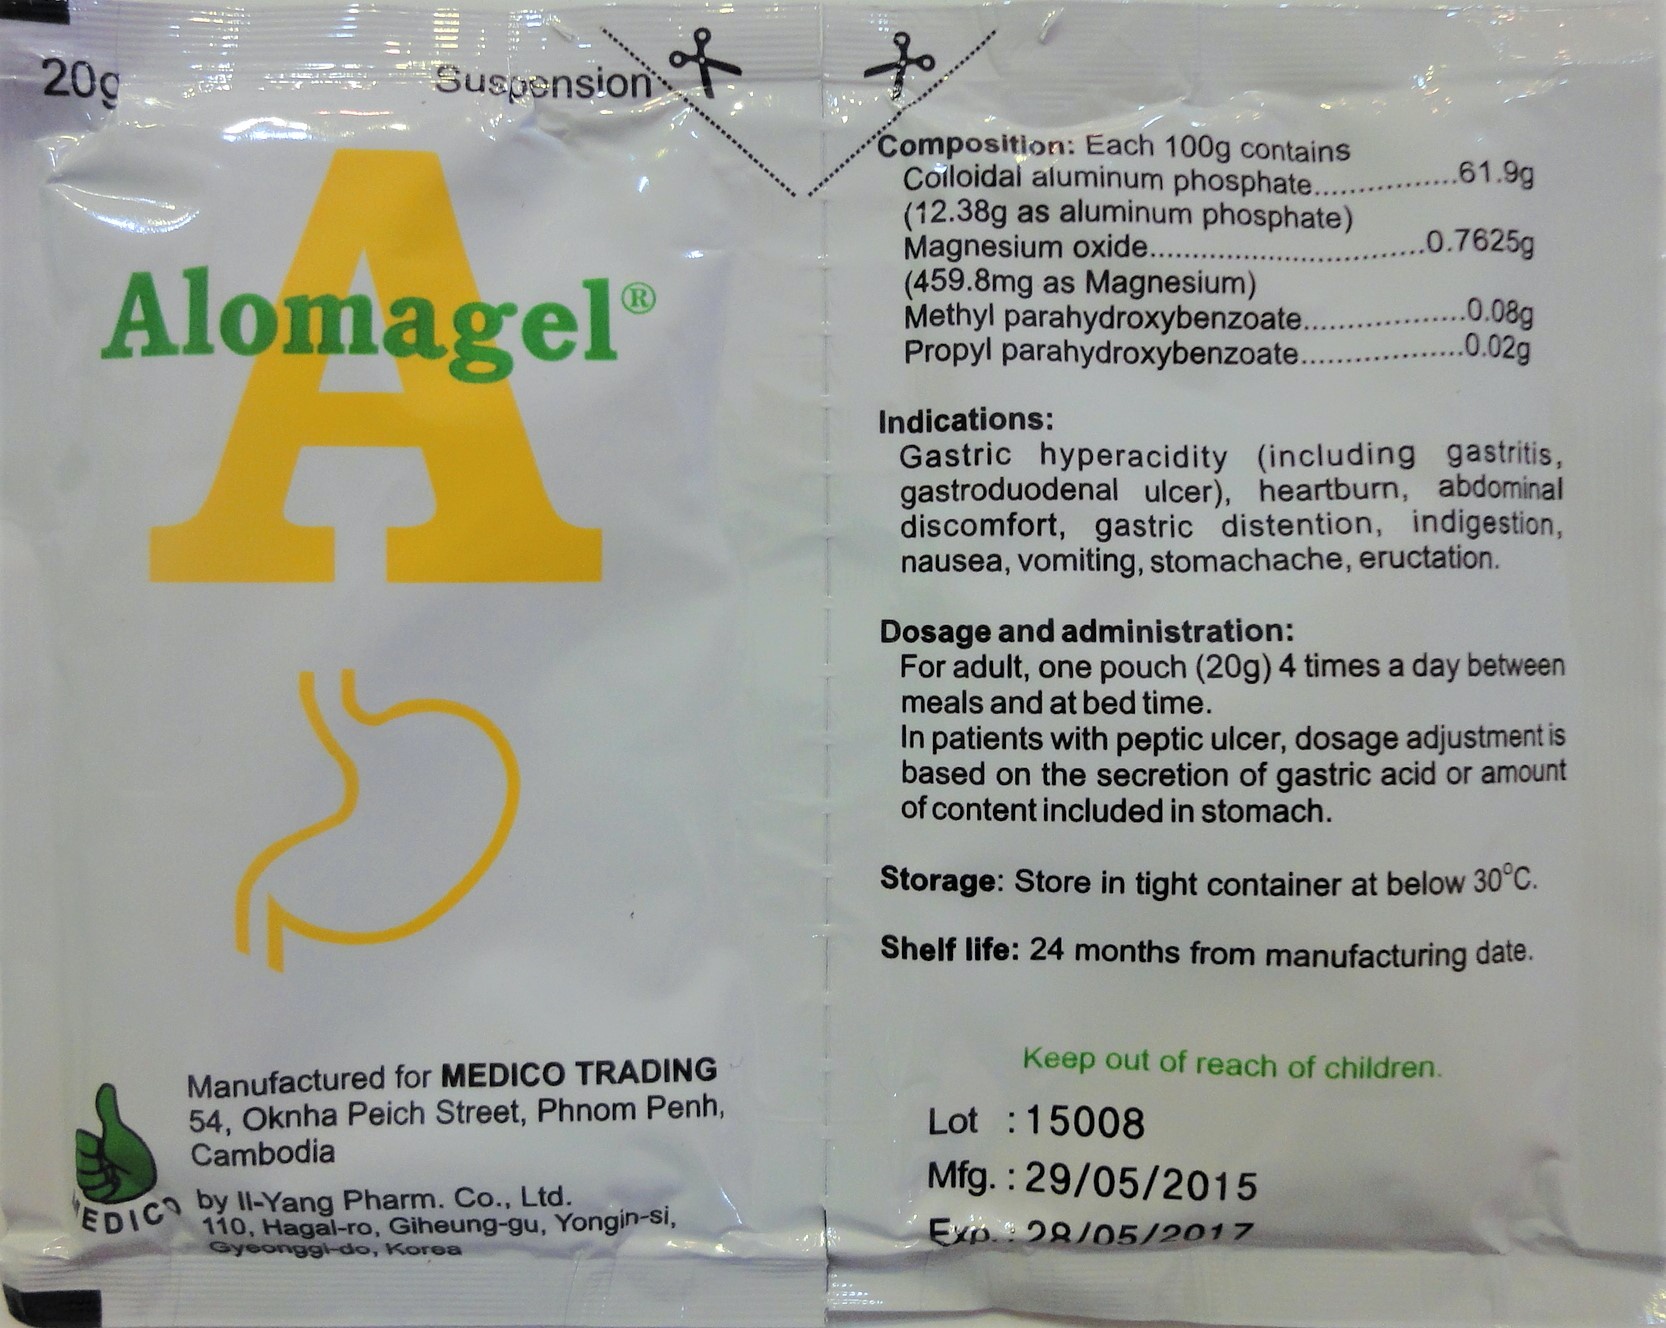 20g
Suspension
Alomagel®
Manufactured for MEDICO TRADING
54, Oknha Peich Street, Phnom Penh,
Cambodia
by Il-Yang Pharm. Co., Ltd.
110, Hagal-ro, Giheung-gu, Yongin-si,
Gyeonggi-do, Korea
MEDICO
Composition: Each 100g contains
Colloidal aluminum phosphate.................61.9g
(12.38g as aluminum phosphate)
Magnesium oxide................................0.7625g
(459.8mg as Magnesium)
Methyl parahydroxybenzoate...................0.08g
Propyl parahydroxybenzoate...................0.02g
Indications:
Gastric hyperacidity (including gastritis,
gastroduodenal ulcer), heartburn, abdominal
discomfort, gastric distention, indigestion,
nausea, vomiting, stomachache, eructation.
Dosage and administration:
For adult, one pouch (20g) 4 times a day between
meals and at bed time.
In patients with peptic ulcer, dosage adjustment is
based on the secretion of gastric acid or amount
of content included in stomach.
Storage: Store in tight container at below 30°C.
Shelf life: 24 months from manufacturing date.
Keep out of reach of children.
Lot : 15008
Mfg. : 29/05/2015
Exp. : 28/05/2017